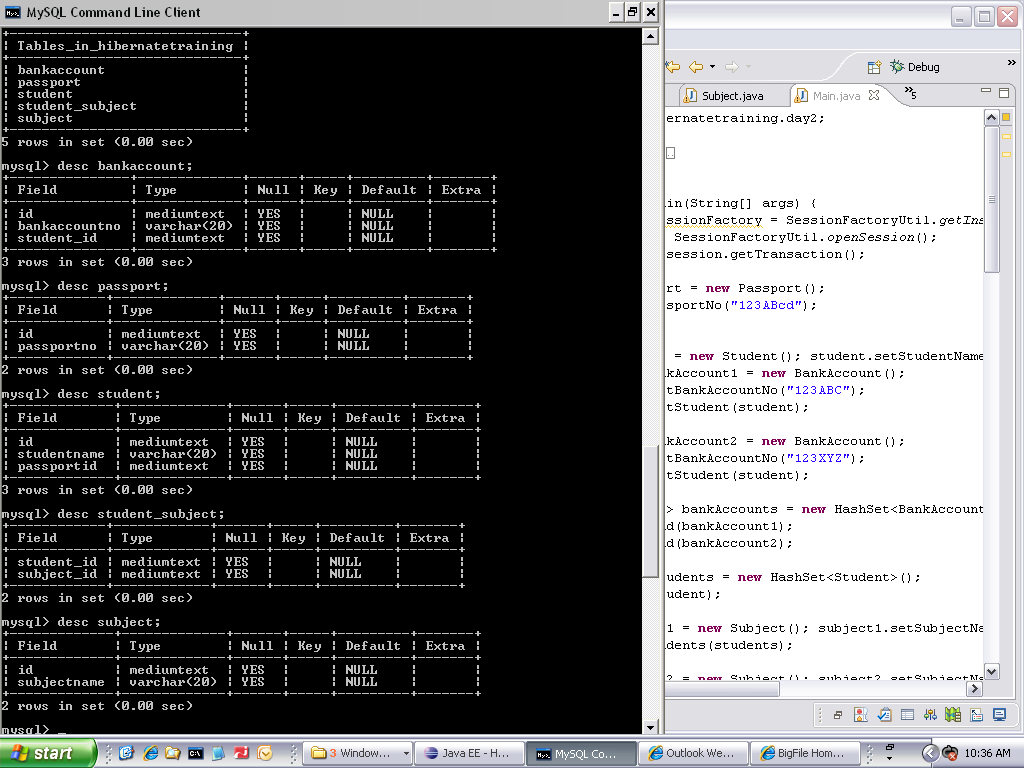 MySQL Command Line Client
Tables_in_hibernatetraining
bankaccount
passport
student
student_subject
subject
5 rows in set (0.00 sec)
mysql> desc bankaccount;
| Field | Type | Null | Key | Default | Extra |
| id | mediumtext | YES | | NULL | |
| bankaccountno | varchar(20) | YES | | NULL | |
| student_id | mediumtext | YES | | NULL | |
3 rows in set (0.00 sec)
mysql> desc passport;
| Field | Type | Null | Key | Default | Extra |
| id | mediumtext | YES | | NULL | |
| passportno | varchar(20) | YES | | NULL | |
2 rows in set (0.00 sec)
mysql> desc student;
| Field | Type | Null | Key | Default | Extra |
| id | mediumtext | YES | | NULL | |
| studentname | varchar(20) | YES | | NULL | |
| passportid | mediumtext | YES | | NULL | |
3 rows in set (0.00 sec)
mysql> desc student_subject;
| Field | Type | Null | Key | Default | Extra |
| student_id | mediumtext | YES | | NULL | |
| subject_id | mediumtext | YES | | NULL | |
2 rows in set (0.00 sec)
mysql> desc subject;
| Field | Type | Null | Key | Default | Extra |
| id | mediumtext | YES | | NULL | |
| subjectname | varchar(20) | YES | | NULL | |
2 rows in set (0.00 sec)
mysql> _
Debug
Subject.java Main.java 5
ernatetraining.day2;
in(String[] args) {
ssionFactory = SessionFactoryUtil.getIns
SessionFactoryUtil.openSession();
session.getTransaction();
rt = new Passport();
sportNo("123ABcd");
= new Student(); student.setStudentName
kAccount1 = new BankAccount();
tBankAccountNo("123ABC");
tStudent(student);
kAccount2 = new BankAccount();
tBankAccountNo("123XYZ");
tStudent(student);
> bankAccounts = new HashSet<BankAccount
d(bankAccount1);
d(bankAccount2);
udents = new HashSet<Student>();
udent);
1 = new Subject(); subject1.setSubjectNa
dents(students);
2 = new Subject(); subject2.setSubjectNa
start 3 Window... Java EE - H... MySQL Co... Outlook We... BigFile Hom... 10:36 AM